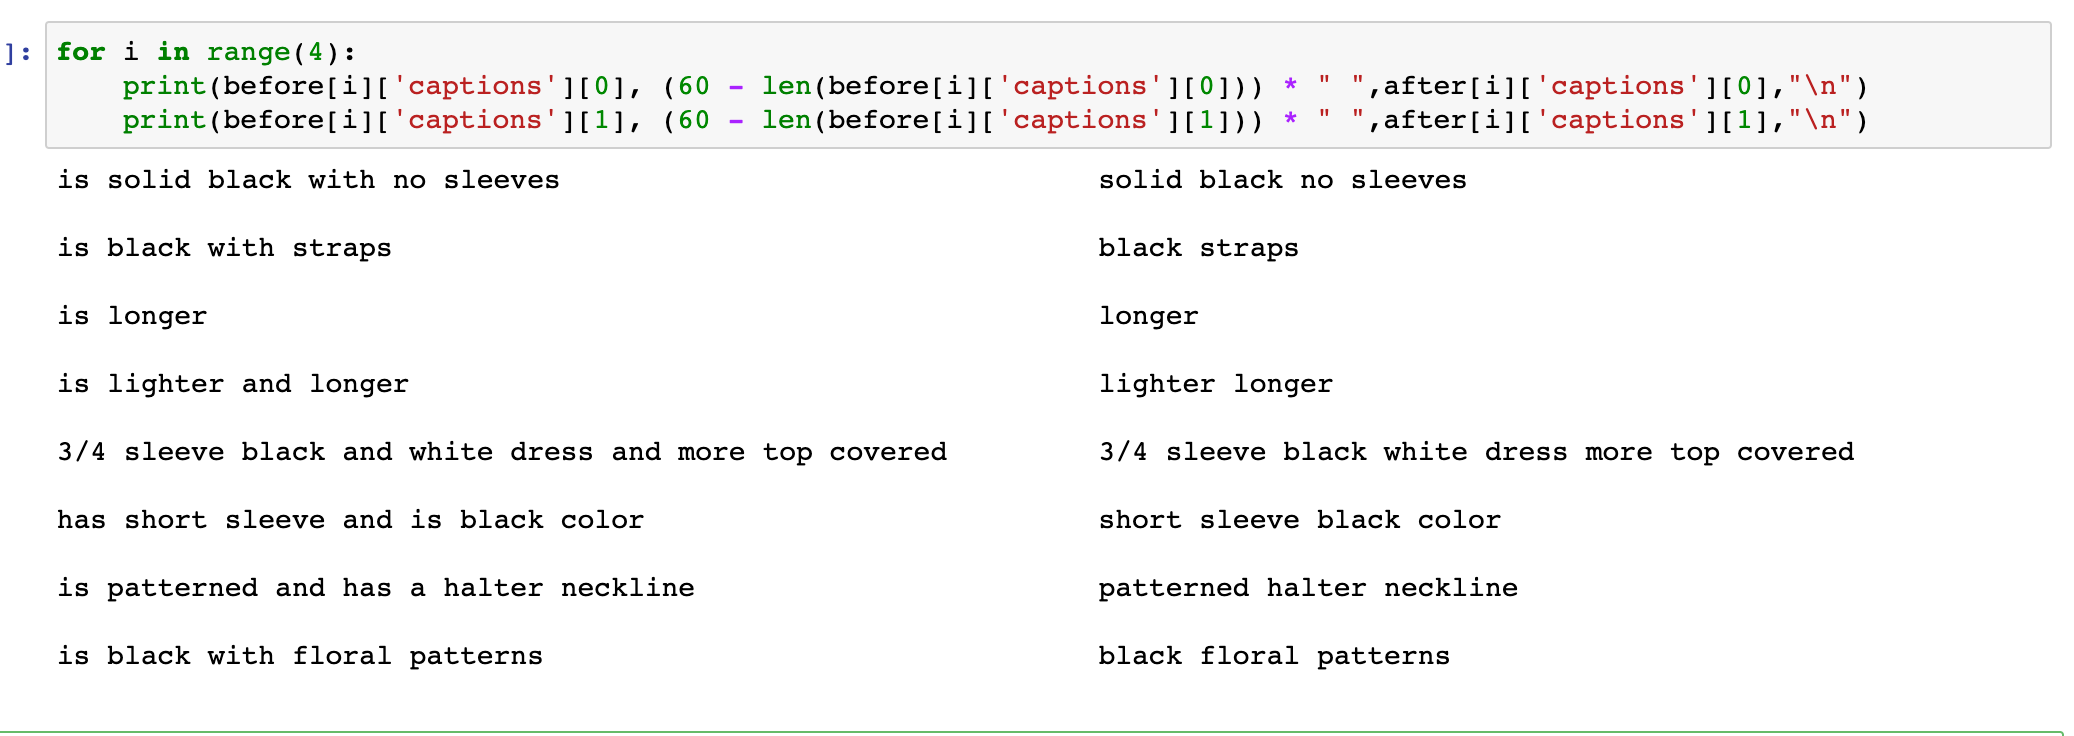 ]: for i in range(4):
    print(before[i]['captions'][0], (60 - len(before[i]['captions'][0])) * " ",after[i]['captions'][0],"\n")
    print(before[i]['captions'][1], (60 - len(before[i]['captions'][1])) * " ",after[i]['captions'][1],"\n")
is solid black with no sleeves                                solid black no sleeves
is black with straps                                          black straps
is longer                                                     longer
is lighter and longer                                         lighter longer
3/4 sleeve black and white dress and more top covered         3/4 sleeve black white dress more top covered
has short sleeve and is black color                           short sleeve black color
is patterned and has a halter neckline                        patterned halter neckline
is black with floral patterns                                 black floral patterns